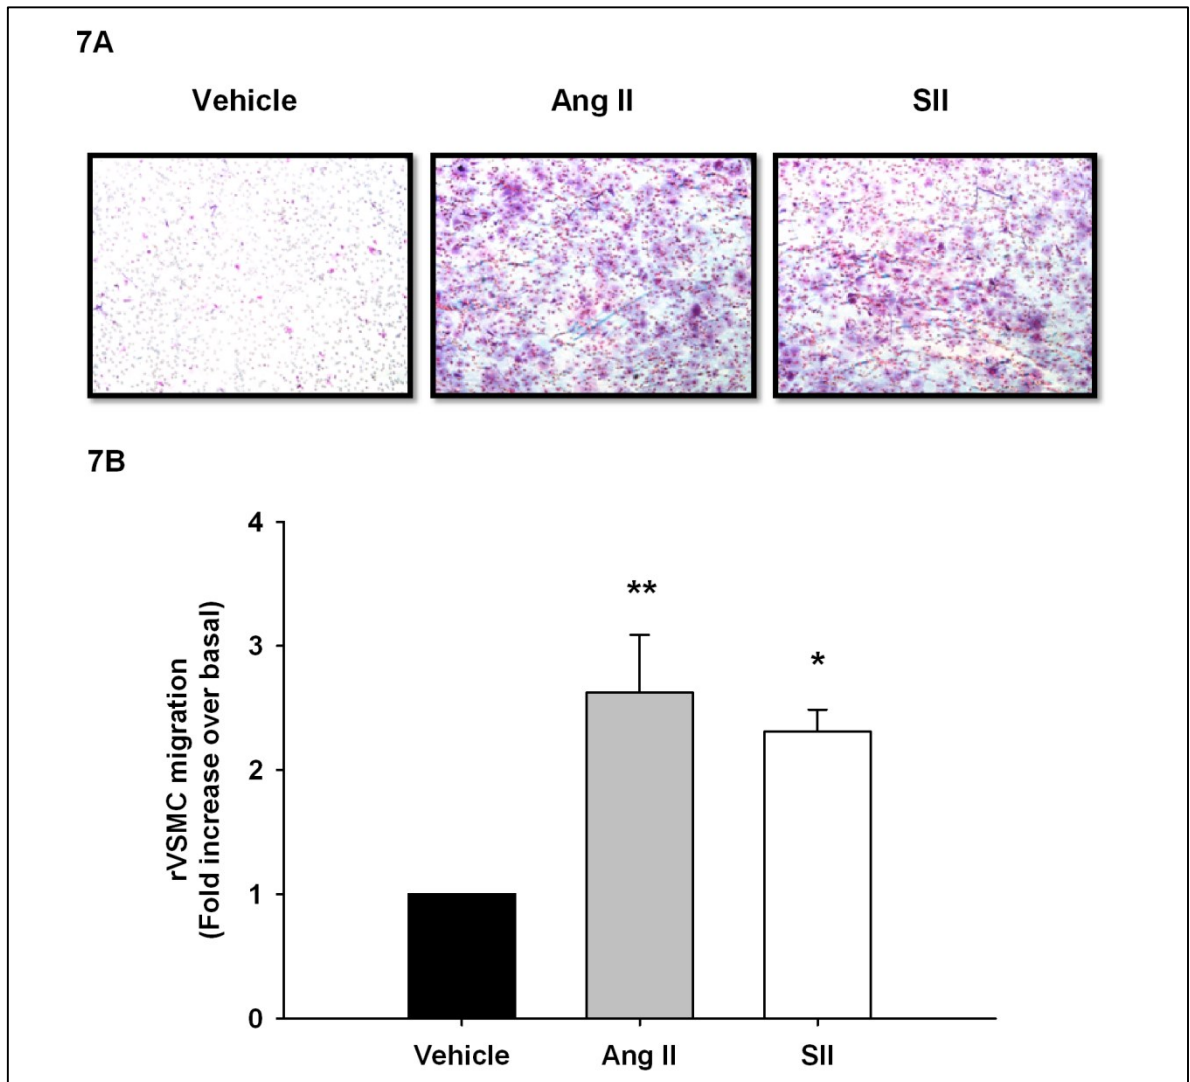 7A
Vehicle Ang II SII
7B
4
**
3
*
2
1
0
rVSMC migration
(Fold increase over basal)
Vehicle Ang II SII